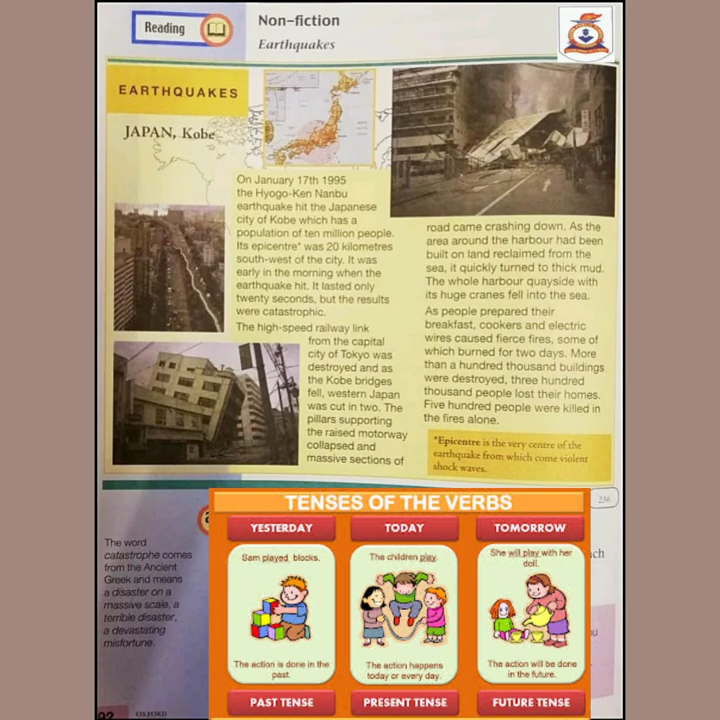 Reading
Non-fiction
Earthquakes
EARTHQUAKES
JAPAN, Kobe
On January 17th 1995
the Hyogo-Ken Nanbu
earthquake hit the Japanese
city of Kobe which has a
population of ten million people.
Its epicentre* was 20 kilometres
south-west of the city. It was
early in the morning when the
earthquake hit. It lasted only
twenty seconds, but the results
were catastrophic.
The high-speed railway link
from the capital
city of Tokyo was
destroyed and as
the Kobe bridges
fell, western Japan
was cut in two. The
pillars supporting
the raised motorway
collapsed and
massive sections of
road came crashing down. As the
area around the harbour had been
built on land reclaimed from the
sea, it quickly turned to thick mud.
The whole harbour quayside with
its huge cranes fell into the sea.
As people prepared their
breakfast, cookers and electric
wires caused fierce fires, some of
which burned for two days. More
than a hundred thousand buildings
were destroyed, three hundred
thousand people lost their homes.
Five hundred people were killed in
the fires alone.
*Epicentre is the very centre of the
earthquake from which come violent
shock waves.
236
The word
catastrophe comes
from the Ancient
Greek and means
a disaster on a
massive scale, a
terrible disaster,
a devastating
misfortune.
TENSES OF THE VERBS
YESTERDAY
TODAY
TOMORROW
Sam played blocks.
The children play.
She will play with her
doll.
The action is done in the
past.
The action happens
today or every day.
The action will be done
in the future.
PAST TENSE
PRESENT TENSE
FUTURE TENSE
92 OXFORD